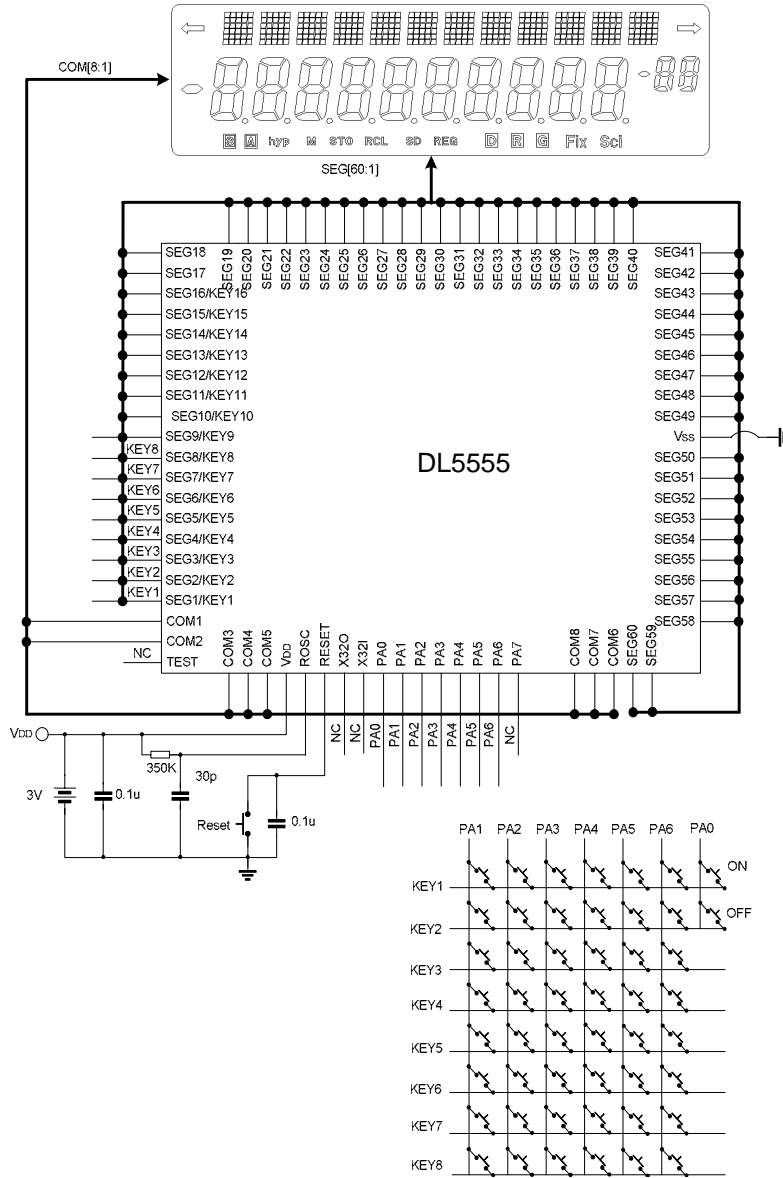 COM[8:1]
S A hyp M STO RCL SD REG D R G Fix Sci
SEG[60:1]
SEG19 SEG20 SEG21 SEG22 SEG23 SEG24 SEG25 SEG26 SEG27 SEG28 SEG29 SEG30 SEG31 SEG32 SEG33 SEG34 SEG35 SEG36 SEG37 SEG38 SEG39 SEG40
SEG18
SEG17
SEG16/KEY16
SEG15/KEY15
SEG14/KEY14
SEG13/KEY13
SEG12/KEY12
SEG11/KEY11
SEG10/KEY10
SEG9/KEY9
KEY8 SEG8/KEY8
KEY7 SEG7/KEY7
KEY6 SEG6/KEY6
KEY5 SEG5/KEY5
KEY4 SEG4/KEY4
KEY3 SEG3/KEY3
KEY2 SEG2/KEY2
KEY1 SEG1/KEY1
COM1
COM2
NC TEST
DL5555
SEG41
SEG42
SEG43
SEG44
SEG45
SEG46
SEG47
SEG48
SEG49
VSS
SEG50
SEG51
SEG52
SEG53
SEG54
SEG55
SEG56
SEG57
SEG58
COM3 COM4 COM5 VDD ROSC RESET X32O X32I PA0 PA1 PA2 PA3 PA4 PA5 PA6 PA7 COM8 COM7 COM6 SEG60 SEG59
NC NC PA0 PA1 PA2 PA3 PA4 PA5 PA6 NC
VDD
350K
30p
3V
0.1u
Reset
0.1u
PA1 PA2 PA3 PA4 PA5 PA6 PA0
ON
KEY1
OFF
KEY2
KEY3
KEY4
KEY5
KEY6
KEY7
KEY8